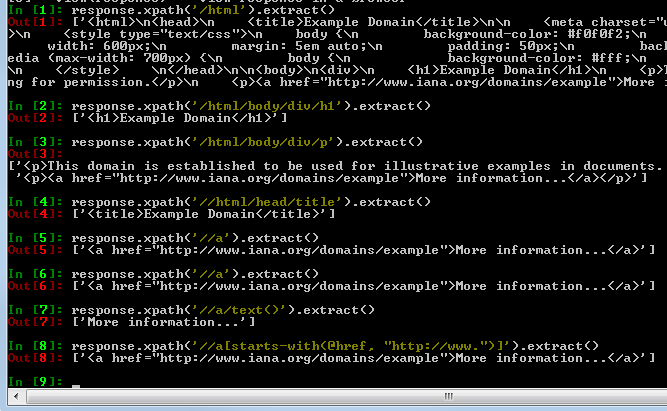 In [1]: response.xpath('/html').extract()
Out[1]: ['<html>\n<head>\n    <title>Example Domain</title>\n\n    <meta charset="u
>\n    <style type="text/css">\n    body {\n        background-color: #f0f0f2;\n
      width: 600px;\n        margin: 5em auto;\n        padding: 50px;\n        b
edia (max-width: 700px) {\n        body {\n            background-color: #fff;\n
\n    </style>    \n</head>\n\n<body>\n<div>\n    <h1>Example Domain</h1>\n    <p>T
ng for permission.</p>\n    <p><a href="http://www.iana.org/domains/example">More i
In [2]: response.xpath('/html/body/div/h1').extract()
Out[2]: ['<h1>Example Domain</h1>']
In [3]: response.xpath('/html/body/div/p').extract()
Out[3]:
['<p>This domain is established to be used for illustrative examples in documents.
 '<p><a href="http://www.iana.org/domains/example">More information...</a></p>']
In [4]: response.xpath('//html/head/title').extract()
Out[4]: ['<title>Example Domain</title>']
In [5]: response.xpath('//a').extract()
Out[5]: ['<a href="http://www.iana.org/domains/example">More information...</a>']
In [6]: response.xpath('//a').extract()
Out[6]: ['<a href="http://www.iana.org/domains/example">More information...</a>']
In [7]: response.xpath('//a/text()').extract()
Out[7]: ['More information...']
In [8]: response.xpath('//a[starts-with(@href, "http://www.")]').extract()
Out[8]: ['<a href="http://www.iana.org/domains/example">More information...</a>']
In [9]: